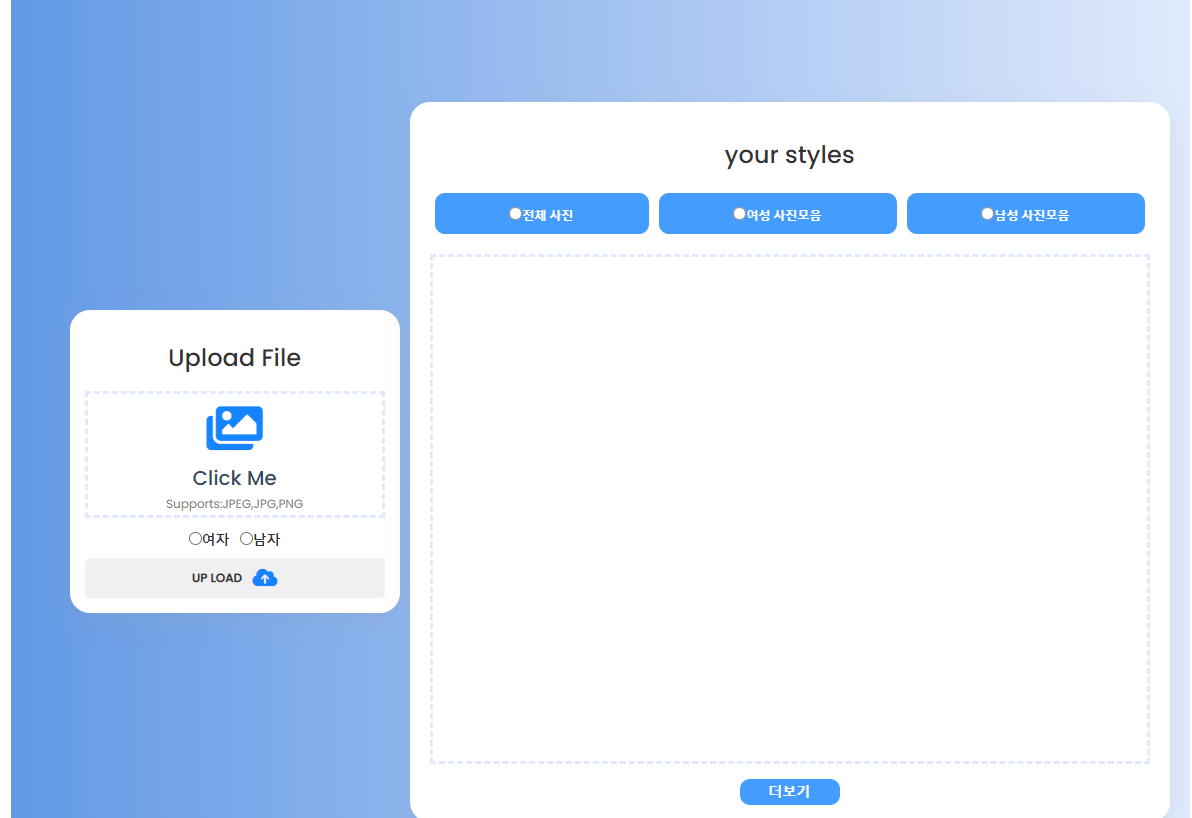 your styles
전체 사진
여성 사진모음
남성 사진모음
Upload File
Click Me
Supports:JPEG,JPG,PNG
여자 남자
UP LOAD
더보기